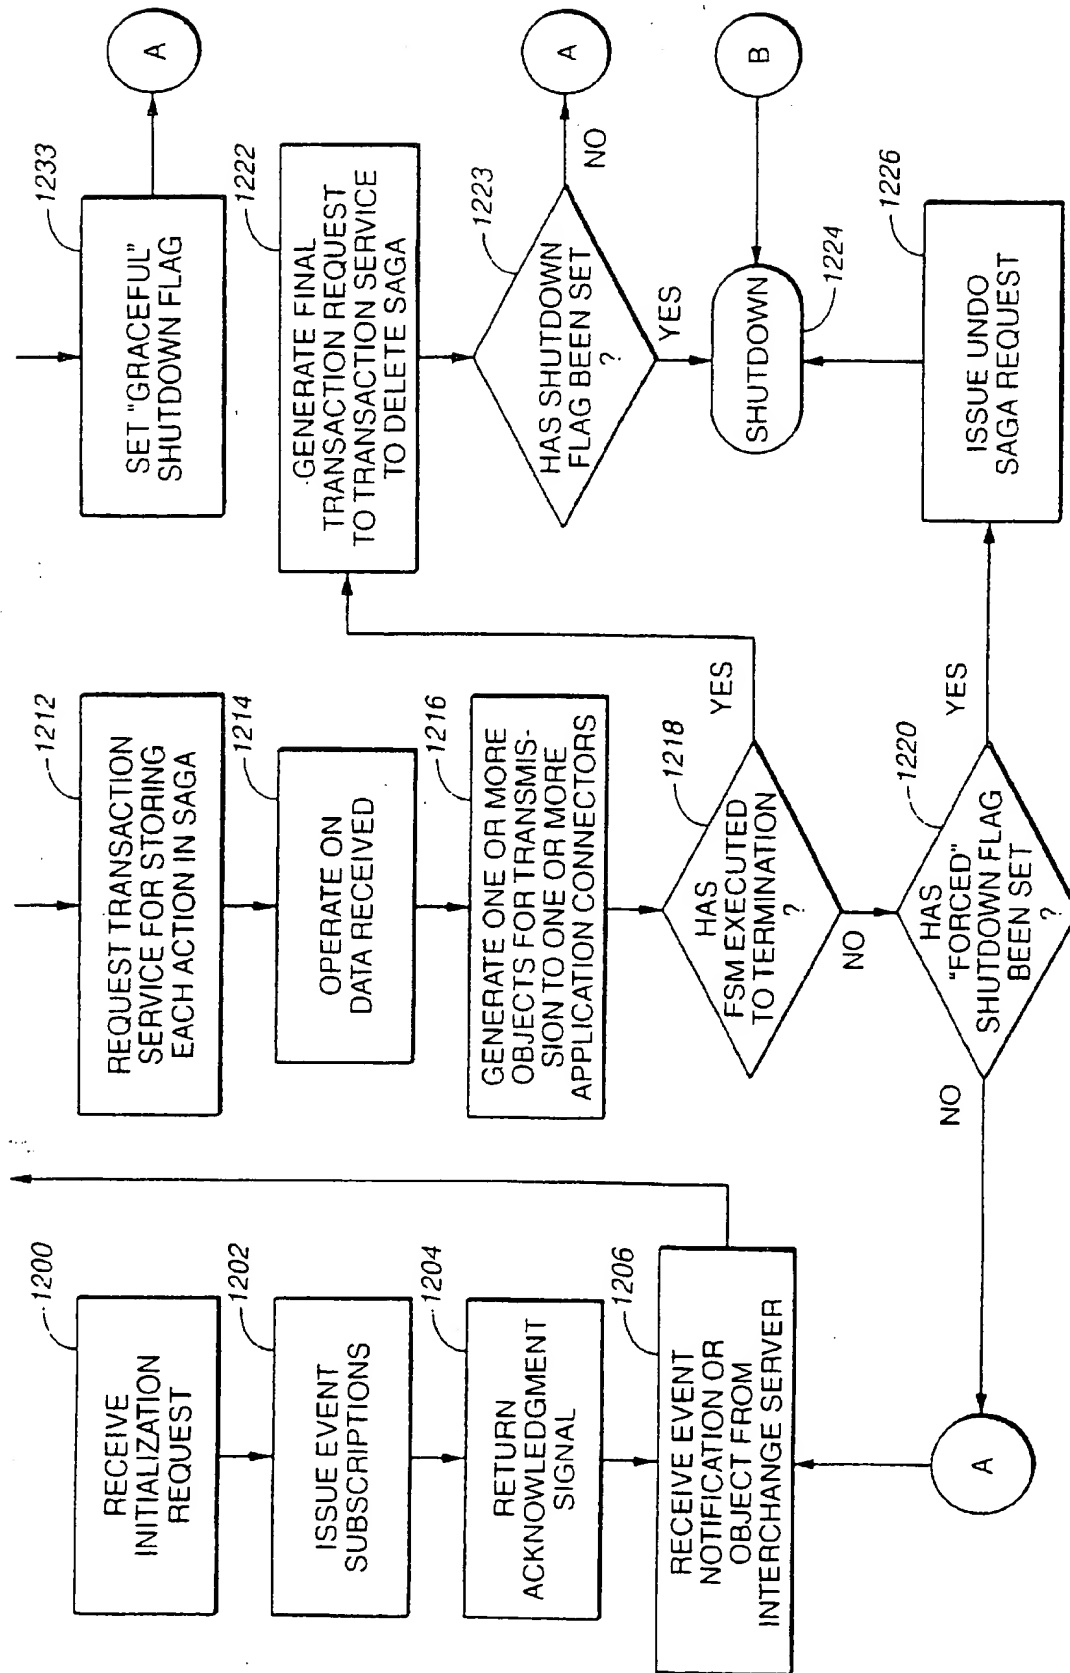 1200
RECEIVE
INITIALIZATION
REQUEST
1202
ISSUE EVENT
SUBSCRIPTIONS
1204
RETURN
ACKNOWLEDGMENT
SIGNAL
1206
RECEIVE EVENT
NOTIFICATION OR
OBJECT FROM
INTERCHANGE SERVER
A
1212
REQUEST TRANSACTION
SERVICE FOR STORING
EACH ACTION IN SAGA
1214
OPERATE ON
DATA RECEIVED
1216
GENERATE ONE OR MORE
OBJECTS FOR TRANSMIS-
SION TO ONE OR MORE
APPLICATION CONNECTORS
1218
HAS
FSM EXECUTED
TO TERMINATION
?
YES
NO
1220
HAS
"FORCED"
SHUTDOWN FLAG
BEEN SET
?
YES
NO
1233
SET "GRACEFUL"
SHUTDOWN FLAG
A
1222
GENERATE FINAL
TRANSACTION REQUEST
TO TRANSACTION SERVICE
TO DELETE SAGA
1223
HAS SHUTDOWN
FLAG BEEN SET
?
NO
A
YES
SHUTDOWN
1224
B
1226
ISSUE UNDO
SAGA REQUEST